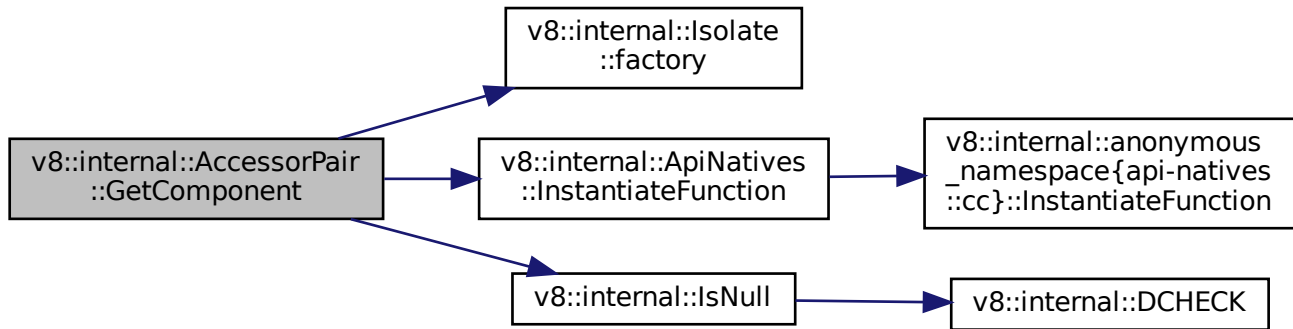 v8::internal::Isolate
::factory
v8::internal::AccessorPair
::GetComponent
v8::internal::ApiNatives
::InstantiateFunction
v8::internal::anonymous
_namespace{api-natives
::cc}::InstantiateFunction
v8::internal::IsNull
v8::internal::DCHECK